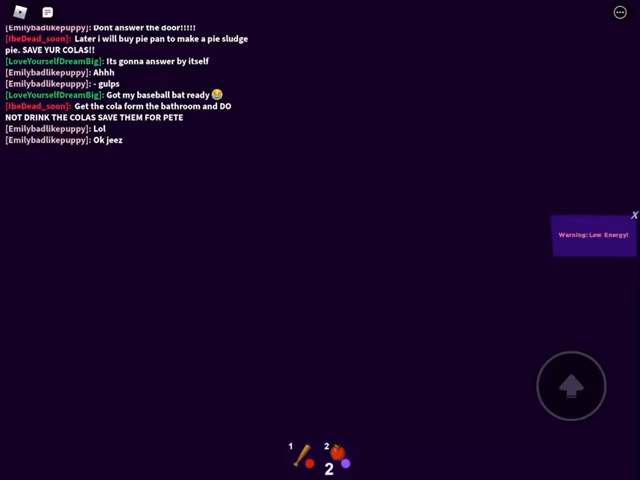 [Emilybadlikepuppy]: Dont answer the door!!!!!
[IbeDead_soon]: Later i will buy pie pan to make a pie sludge
pie. SAVE YUR COLAS!!
[LoveYourselfDreamBig]: Its gonna answer by itself
[Emilybadlikepuppy]: Ahhh
[Emilybadlikepuppy]: - gulps
[LoveYourselfDreamBig]: Got my baseball bat ready 😂
[IbeDead_soon]: Get the cola form the bathroom and DO
NOT DRINK THE COLAS SAVE THEM FOR PETE
[Emilybadlikepuppy]: Lol
[Emilybadlikepuppy]: Ok jeez
X
Warning: Low Energy!
1
2
2